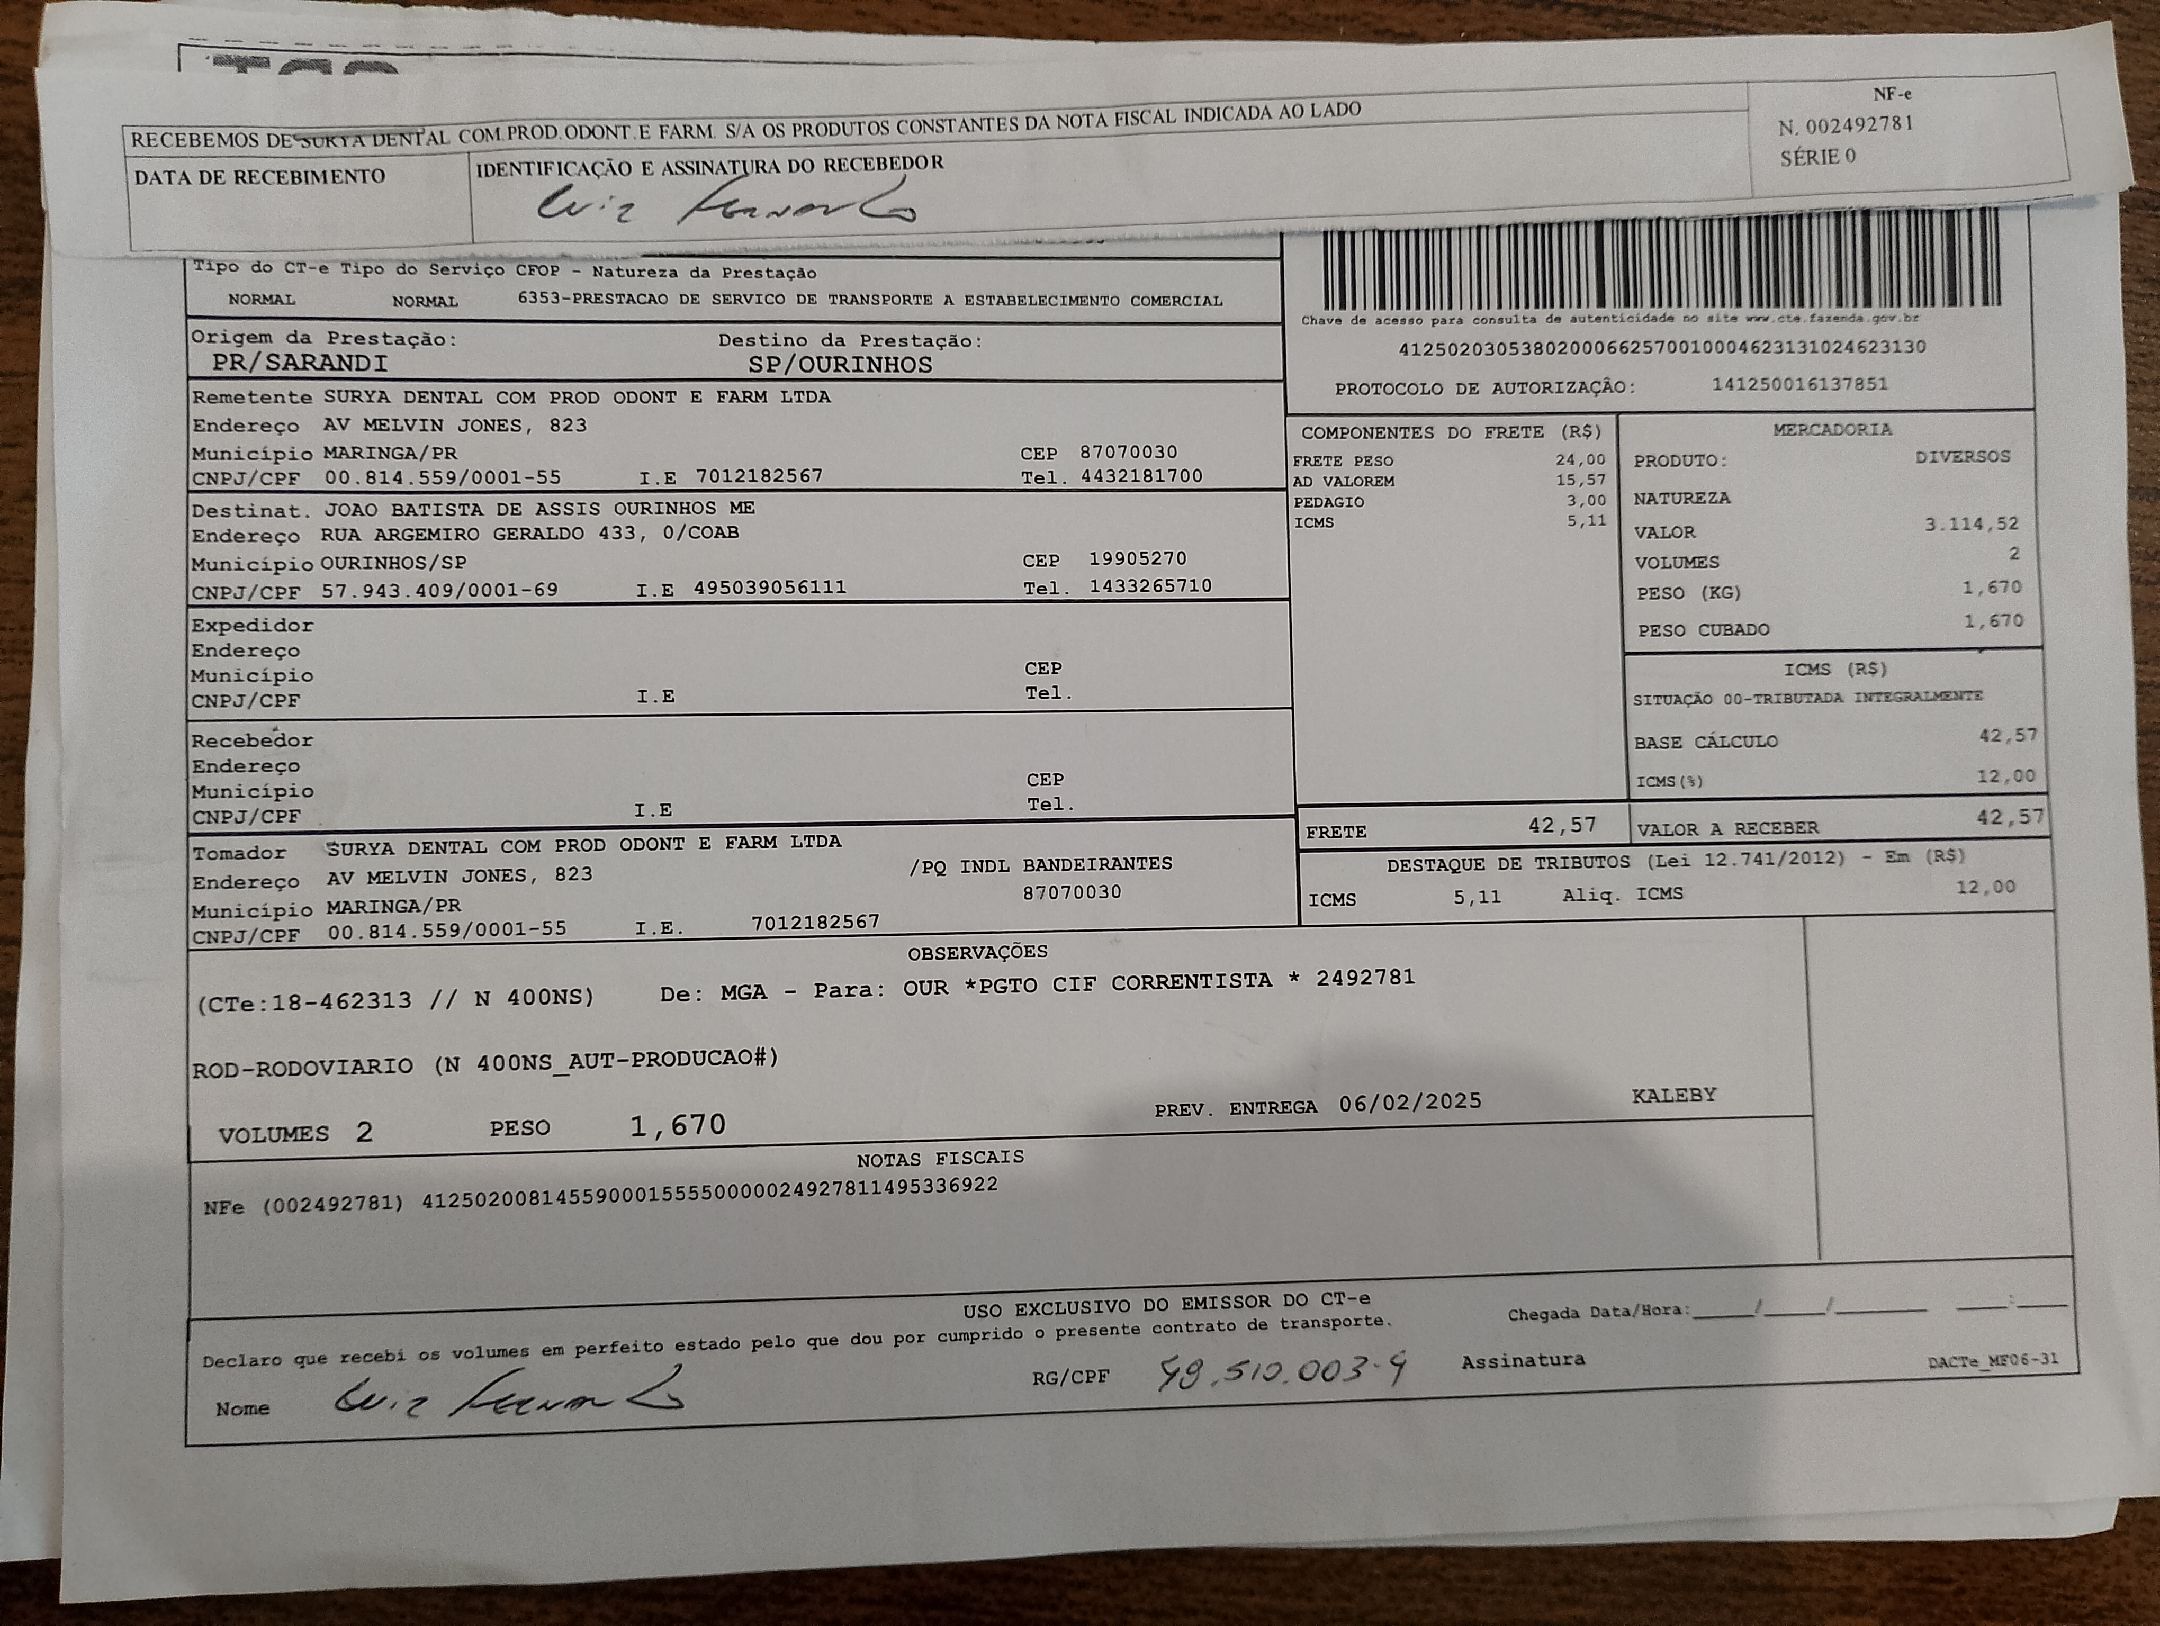 RECEBEMOS DE SURYA DENTAL COM.PROD.ODONT.E FARM. S/A OS PRODUTOS CONSTANTES DA NOTA FISCAL INDICADA AO LADO
NF-e
N. 002492781
SÉRIE 0
DATA DE RECEBIMENTO
IDENTIFICAÇÃO E ASSINATURA DO RECEBEDOR
Luiz Fernando
Tipo do CT-e Tipo do Serviço CFOP - Natureza da Prestação
NORMAL NORMAL 6353-PRESTACAO DE SERVICO DE TRANSPORTE A ESTABELECIMENTO COMERCIAL
Chave de acesso para consulta de autenticidade no site www.cte.fazenda.gov.br
41250203053802000662570010004623131024623130
PROTOCOLO DE AUTORIZAÇÃO: 141250016137851
Origem da Prestação: Destino da Prestação:
PR/SARANDI SP/OURINHOS
Remetente SURYA DENTAL COM PROD ODONT E FARM LTDA
Endereço AV MELVIN JONES, 823
Município MARINGA/PR CEP 87070030
CNPJ/CPF 00.814.559/0001-55 I.E 7012182567 Tel. 4432181700
Destinat. JOAO BATISTA DE ASSIS OURINHOS ME
Endereço RUA ARGEMIRO GERALDO 433, 0/COAB
Município OURINHOS/SP CEP 19905270
CNPJ/CPF 57.943.409/0001-69 I.E 495039056111 Tel. 1433265710
Expedidor
Endereço
Município CEP
CNPJ/CPF I.E Tel.
Recebedor
Endereço
Município CEP
CNPJ/CPF I.E Tel.
Tomador SURYA DENTAL COM PROD ODONT E FARM LTDA
Endereço AV MELVIN JONES, 823 /PQ INDL BANDEIRANTES
Município MARINGA/PR 87070030
CNPJ/CPF 00.814.559/0001-55 I.E. 7012182567
COMPONENTES DO FRETE (R$)
FRETE PESO 24,00
AD VALOREM 15,57
PEDAGIO 3,00
ICMS 5,11
MERCADORIA
PRODUTO: DIVERSOS
NATUREZA
VALOR 3.114,52
VOLUMES 2
PESO (KG) 1,670
PESO CUBADO 1,670
ICMS (R$)
SITUAÇÃO 00-TRIBUTADA INTEGRALMENTE
BASE CÁLCULO 42,57
ICMS(%) 12,00
FRETE 42,57 VALOR A RECEBER 42,57
DESTAQUE DE TRIBUTOS (Lei 12.741/2012) - Em (R$)
ICMS 5,11 Aliq. ICMS 12,00
OBSERVAÇÕES
(CTe:18-462313 // N 400NS) De: MGA - Para: OUR *PGTO CIF CORRENTISTA * 2492781
ROD-RODOVIARIO (N 400NS_AUT-PRODUCAO#)
VOLUMES 2 PESO 1,670 PREV. ENTREGA 06/02/2025 KALEBY
NOTAS FISCAIS
NFe (002492781) 41250200814559000155550000024927811495336922
USO EXCLUSIVO DO EMISSOR DO CT-e
Declaro que recebi os volumes em perfeito estado pelo que dou por cumprido o presente contrato de transporte.
Chegada Data/Hora:_____/_____/_______ ____:____
Nome Luiz Fernando RG/CPF 48.510.003-9 Assinatura
DACTe_MF06-31